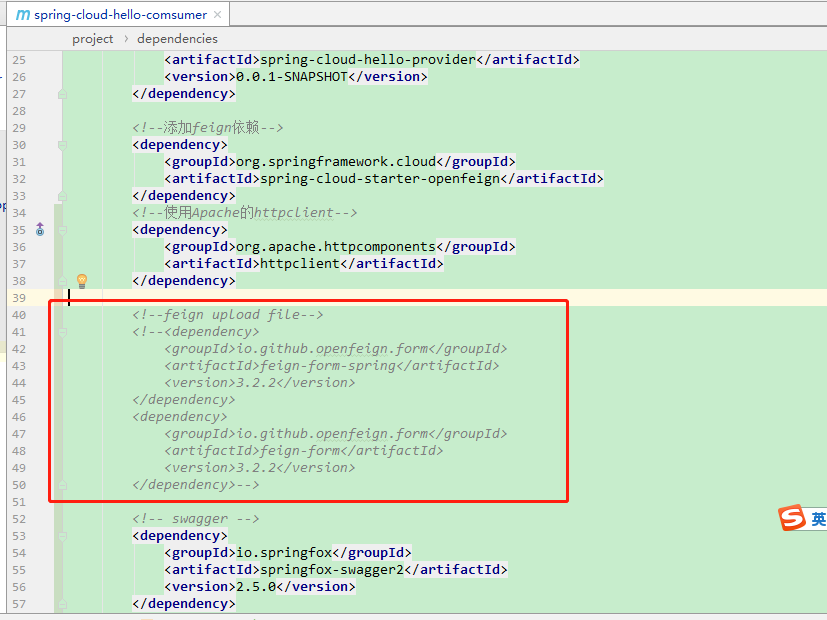 m spring-cloud-hello-comsumer ×
project › dependencies
25 <artifactId>spring-cloud-hello-provider</artifactId>
26 <version>0.0.1-SNAPSHOT</version>
27 </dependency>
28
29 <!--添加feign依赖-->
30 <dependency>
31 <groupId>org.springframework.cloud</groupId>
32 <artifactId>spring-cloud-starter-openfeign</artifactId>
33 </dependency>
34 <!--使用Apache的httpclient-->
35 <dependency>
36 <groupId>org.apache.httpcomponents</groupId>
37 <artifactId>httpclient</artifactId>
38 </dependency>
39
40 <!--feign upload file-->
41 <!--<dependency>
42 <groupId>io.github.openfeign.form</groupId>
43 <artifactId>feign-form-spring</artifactId>
44 <version>3.2.2</version>
45 </dependency>
46 <dependency>
47 <groupId>io.github.openfeign.form</groupId>
48 <artifactId>feign-form</artifactId>
49 <version>3.2.2</version>
50 </dependency>-->
51
52 <!-- swagger -->
53 <dependency>
54 <groupId>io.springfox</groupId>
55 <artifactId>springfox-swagger2</artifactId>
56 <version>2.5.0</version>
57 </dependency>
S 英